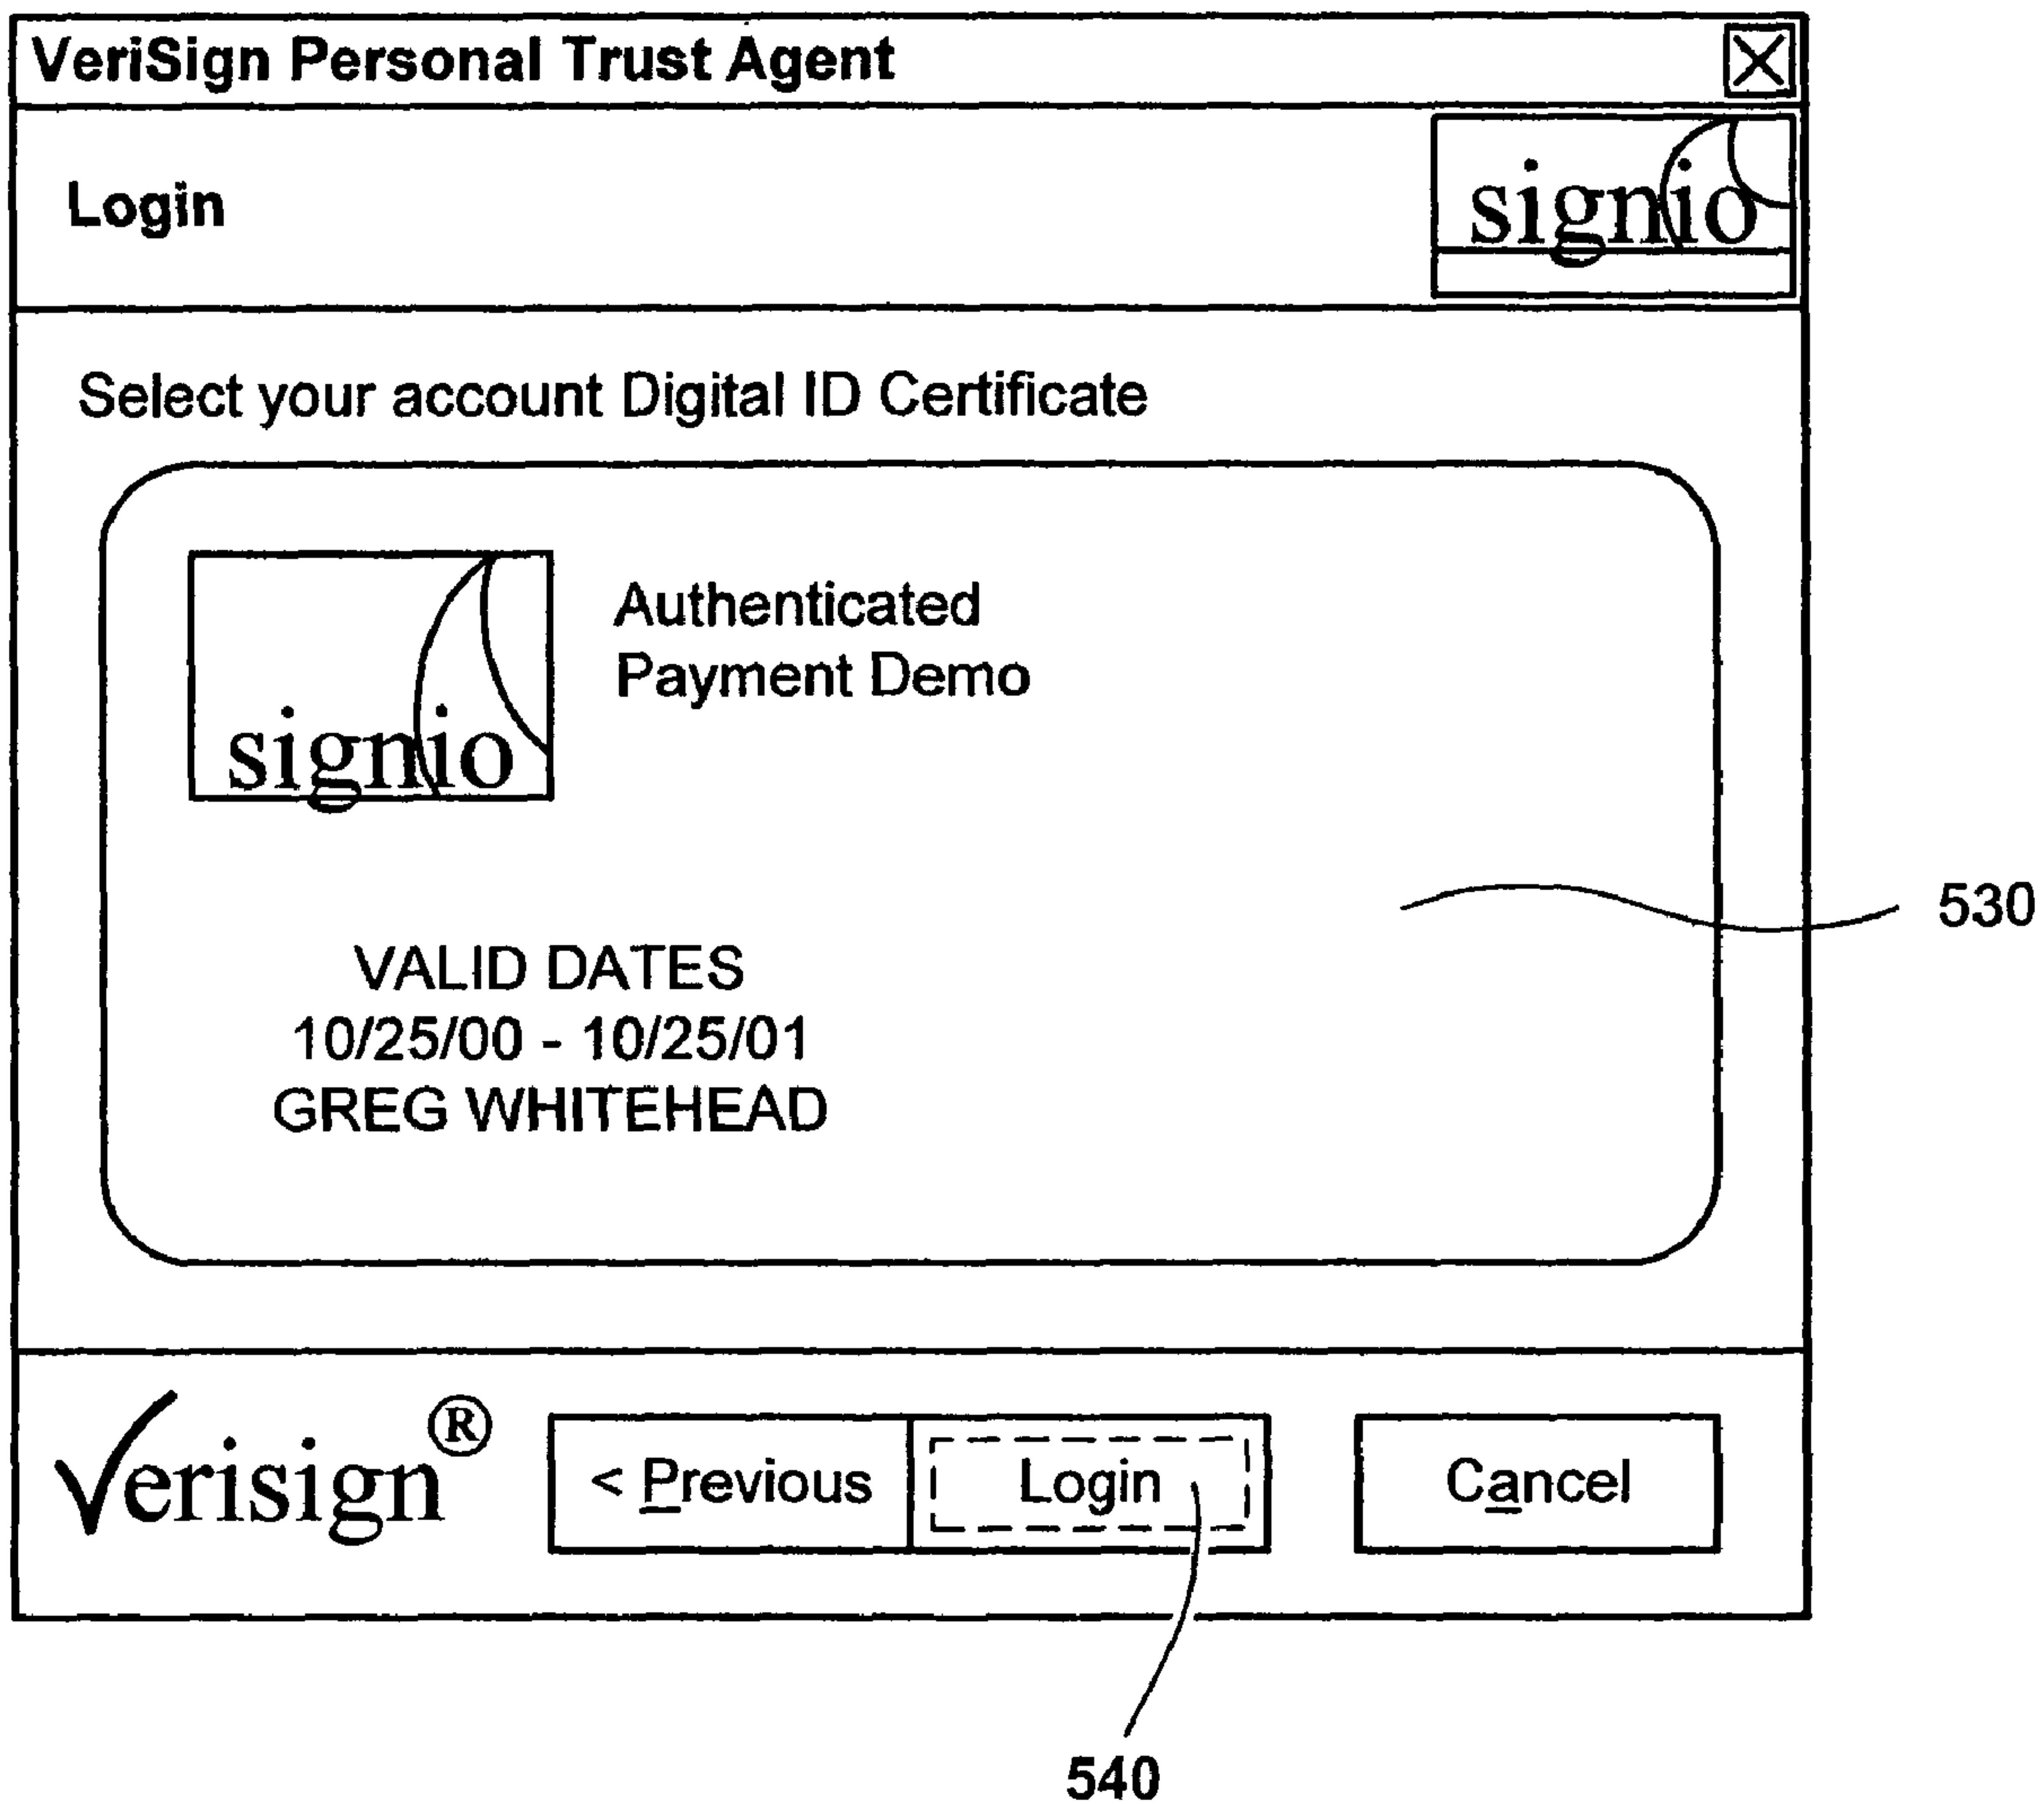 VeriSign Personal Trust Agent
Login
signio
Select your account Digital ID Certificate
signio
Authenticated
Payment Demo
530
VALID DATES
10/25/00 - 10/25/01
GREG WHITEHEAD
Verisign®
< Previous
Login
Cancel
540